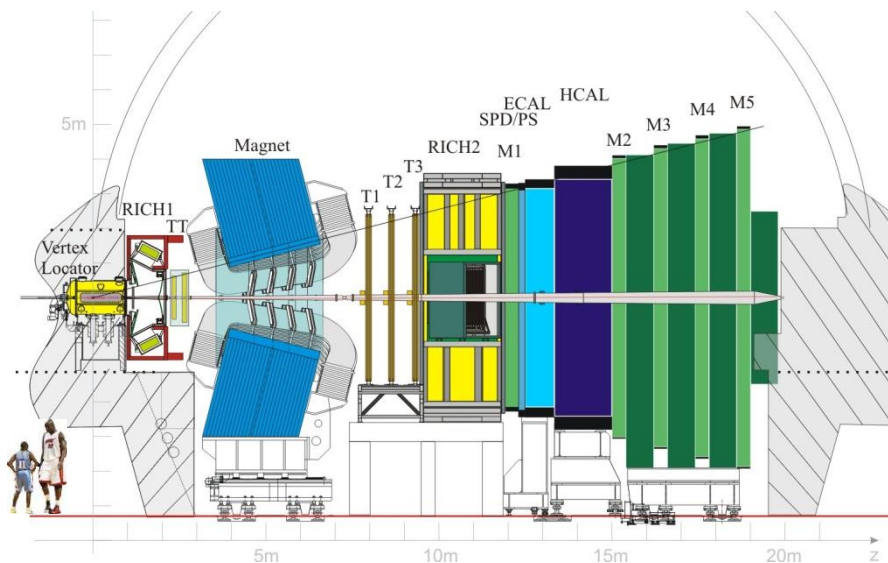 M5
M4
HCAL
M3
ECAL
M2
SPD/PS
5m
M1
Magnet
RICH2
T3
T2
T1
RICH1
TT
Vertex
Locator
5m
10m
15m
20m
z